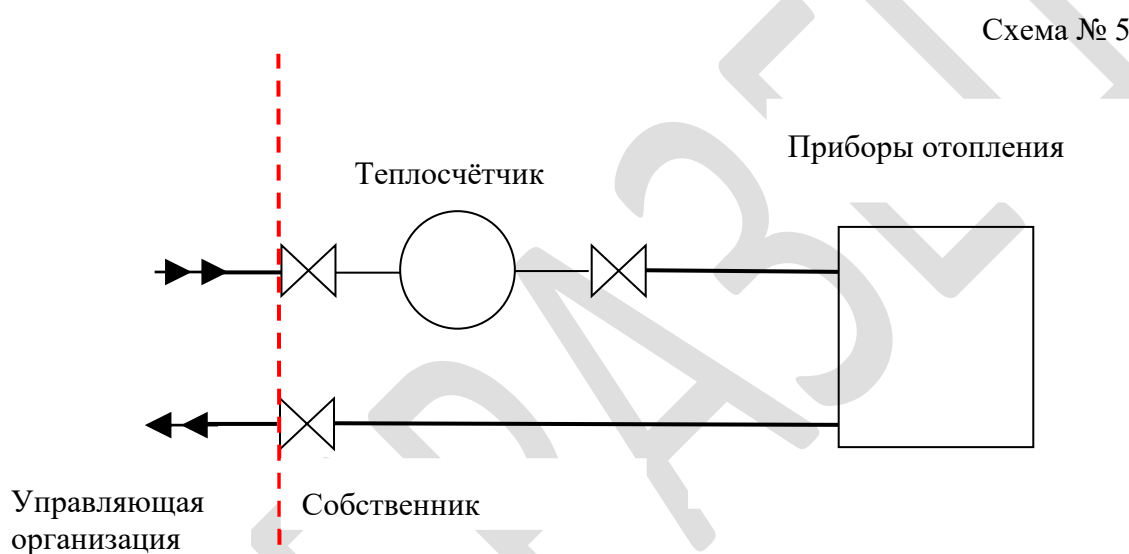 Схема № 5
Приборы отопления
Теплосчётчик
Управляющая
организация
Собственник